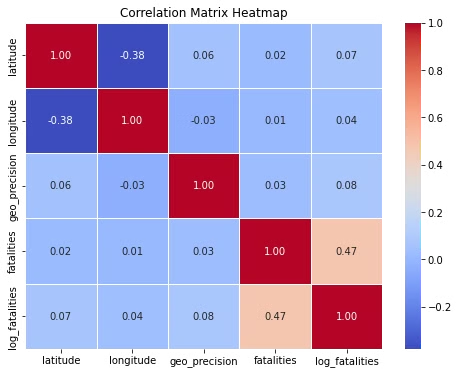 Correlation Matrix Heatmap
latitude 1.00 -0.38 0.06 0.02 0.07
longitude -0.38 1.00 -0.03 0.01 0.04
geo_precision 0.06 -0.03 1.00 0.03 0.08
fatalities 0.02 0.01 0.03 1.00 0.47
log_fatalities 0.07 0.04 0.08 0.47 1.00
latitude longitude geo_precision fatalities log_fatalities
1.0
0.8
0.6
0.4
0.2
0.0
−0.2